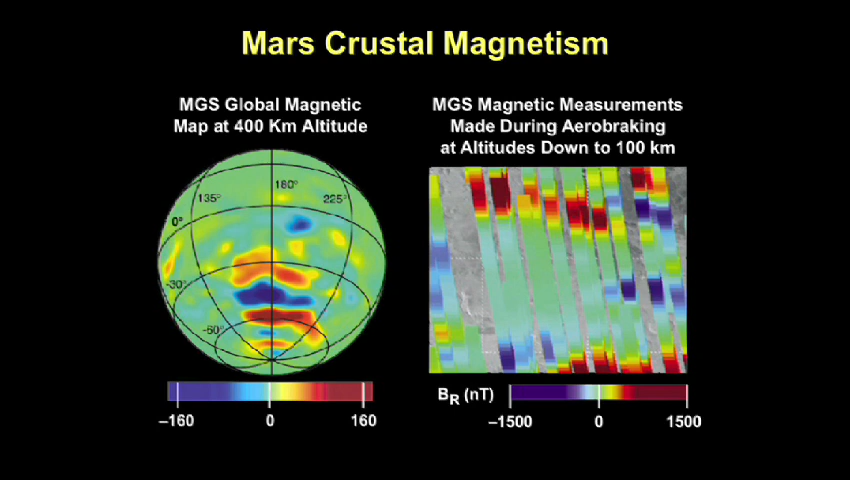 Mars Crustal Magnetism
MGS Global Magnetic
Map at 400 Km Altitude
180°
135°
225°
0°
-30°
-60°
–160
0
160
MGS Magnetic Measurements
Made During Aerobraking
at Altitudes Down to 100 km
BR (nT)
–1500
0
1500